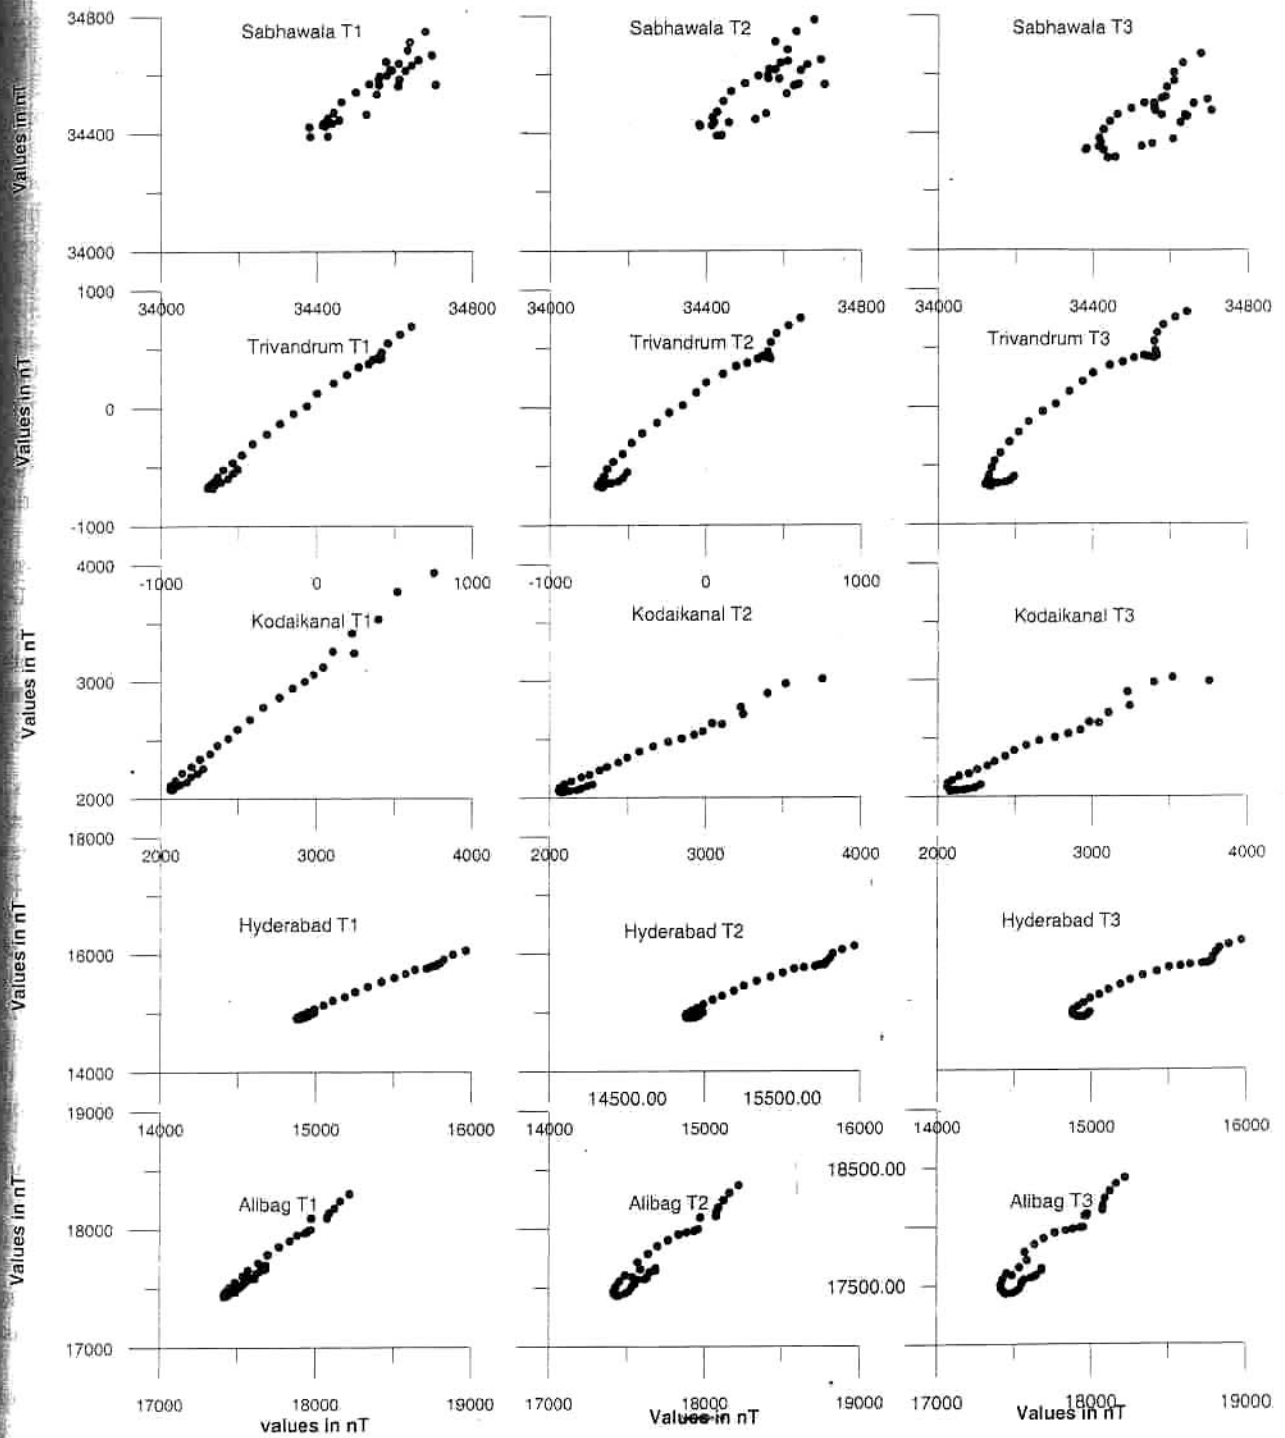 34800
Sabhawala T1
Sabhawala T2
Sabhawala T3
Values in nT
34400
34000
34000 34400 34800
34000 34400 34800
34000 34400 34800
1000
Trivandrum T1
Trivandrum T2
Trivandrum T3
Values in nT
0
-1000
-1000 0 1000
-1000 0 1000
4000
Kodaikanal T1
Kodaikanal T2
Kodaikanal T3
Values in nT
3000
2000
2000 3000 4000
2000 3000 4000
2000 3000 4000
18000
Hyderabad T1
Hyderabad T2
Hyderabad T3
Values in nT
16000
14000
14500.00 15500.00
14000 15000 16000
14000 15000 16000
14000 15000 16000
19000
18500.00
Alibag T1
Alibag T2
Alibag T3
Values in nT
18000
17500.00
17000
17000 18000 19000
17000 18000 19000
17000 18000 19000
values in nT
Values in nT
Values in nT